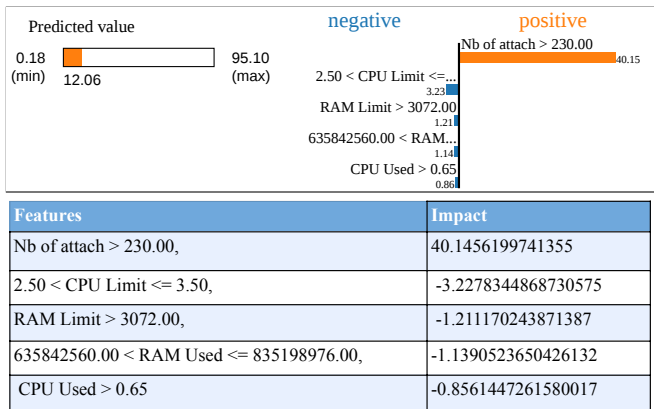 Predicted value
0.18
(min)
12.06
95.10
(max)
negative
positive
Nb of attach > 230.00
40.15
2.50 < CPU Limit <=...
3.23
RAM Limit > 3072.00
1.21
635842560.00 < RAM...
1.14
CPU Used > 0.65
0.86
Features Impact
Nb of attach > 230.00, 40.1456199741355
2.50 < CPU Limit <= 3.50, -3.2278344868730575
RAM Limit > 3072.00, -1.211170243871387
635842560.00 < RAM Used <= 835198976.00, -1.1390523650426132
CPU Used > 0.65 -0.8561447261580017